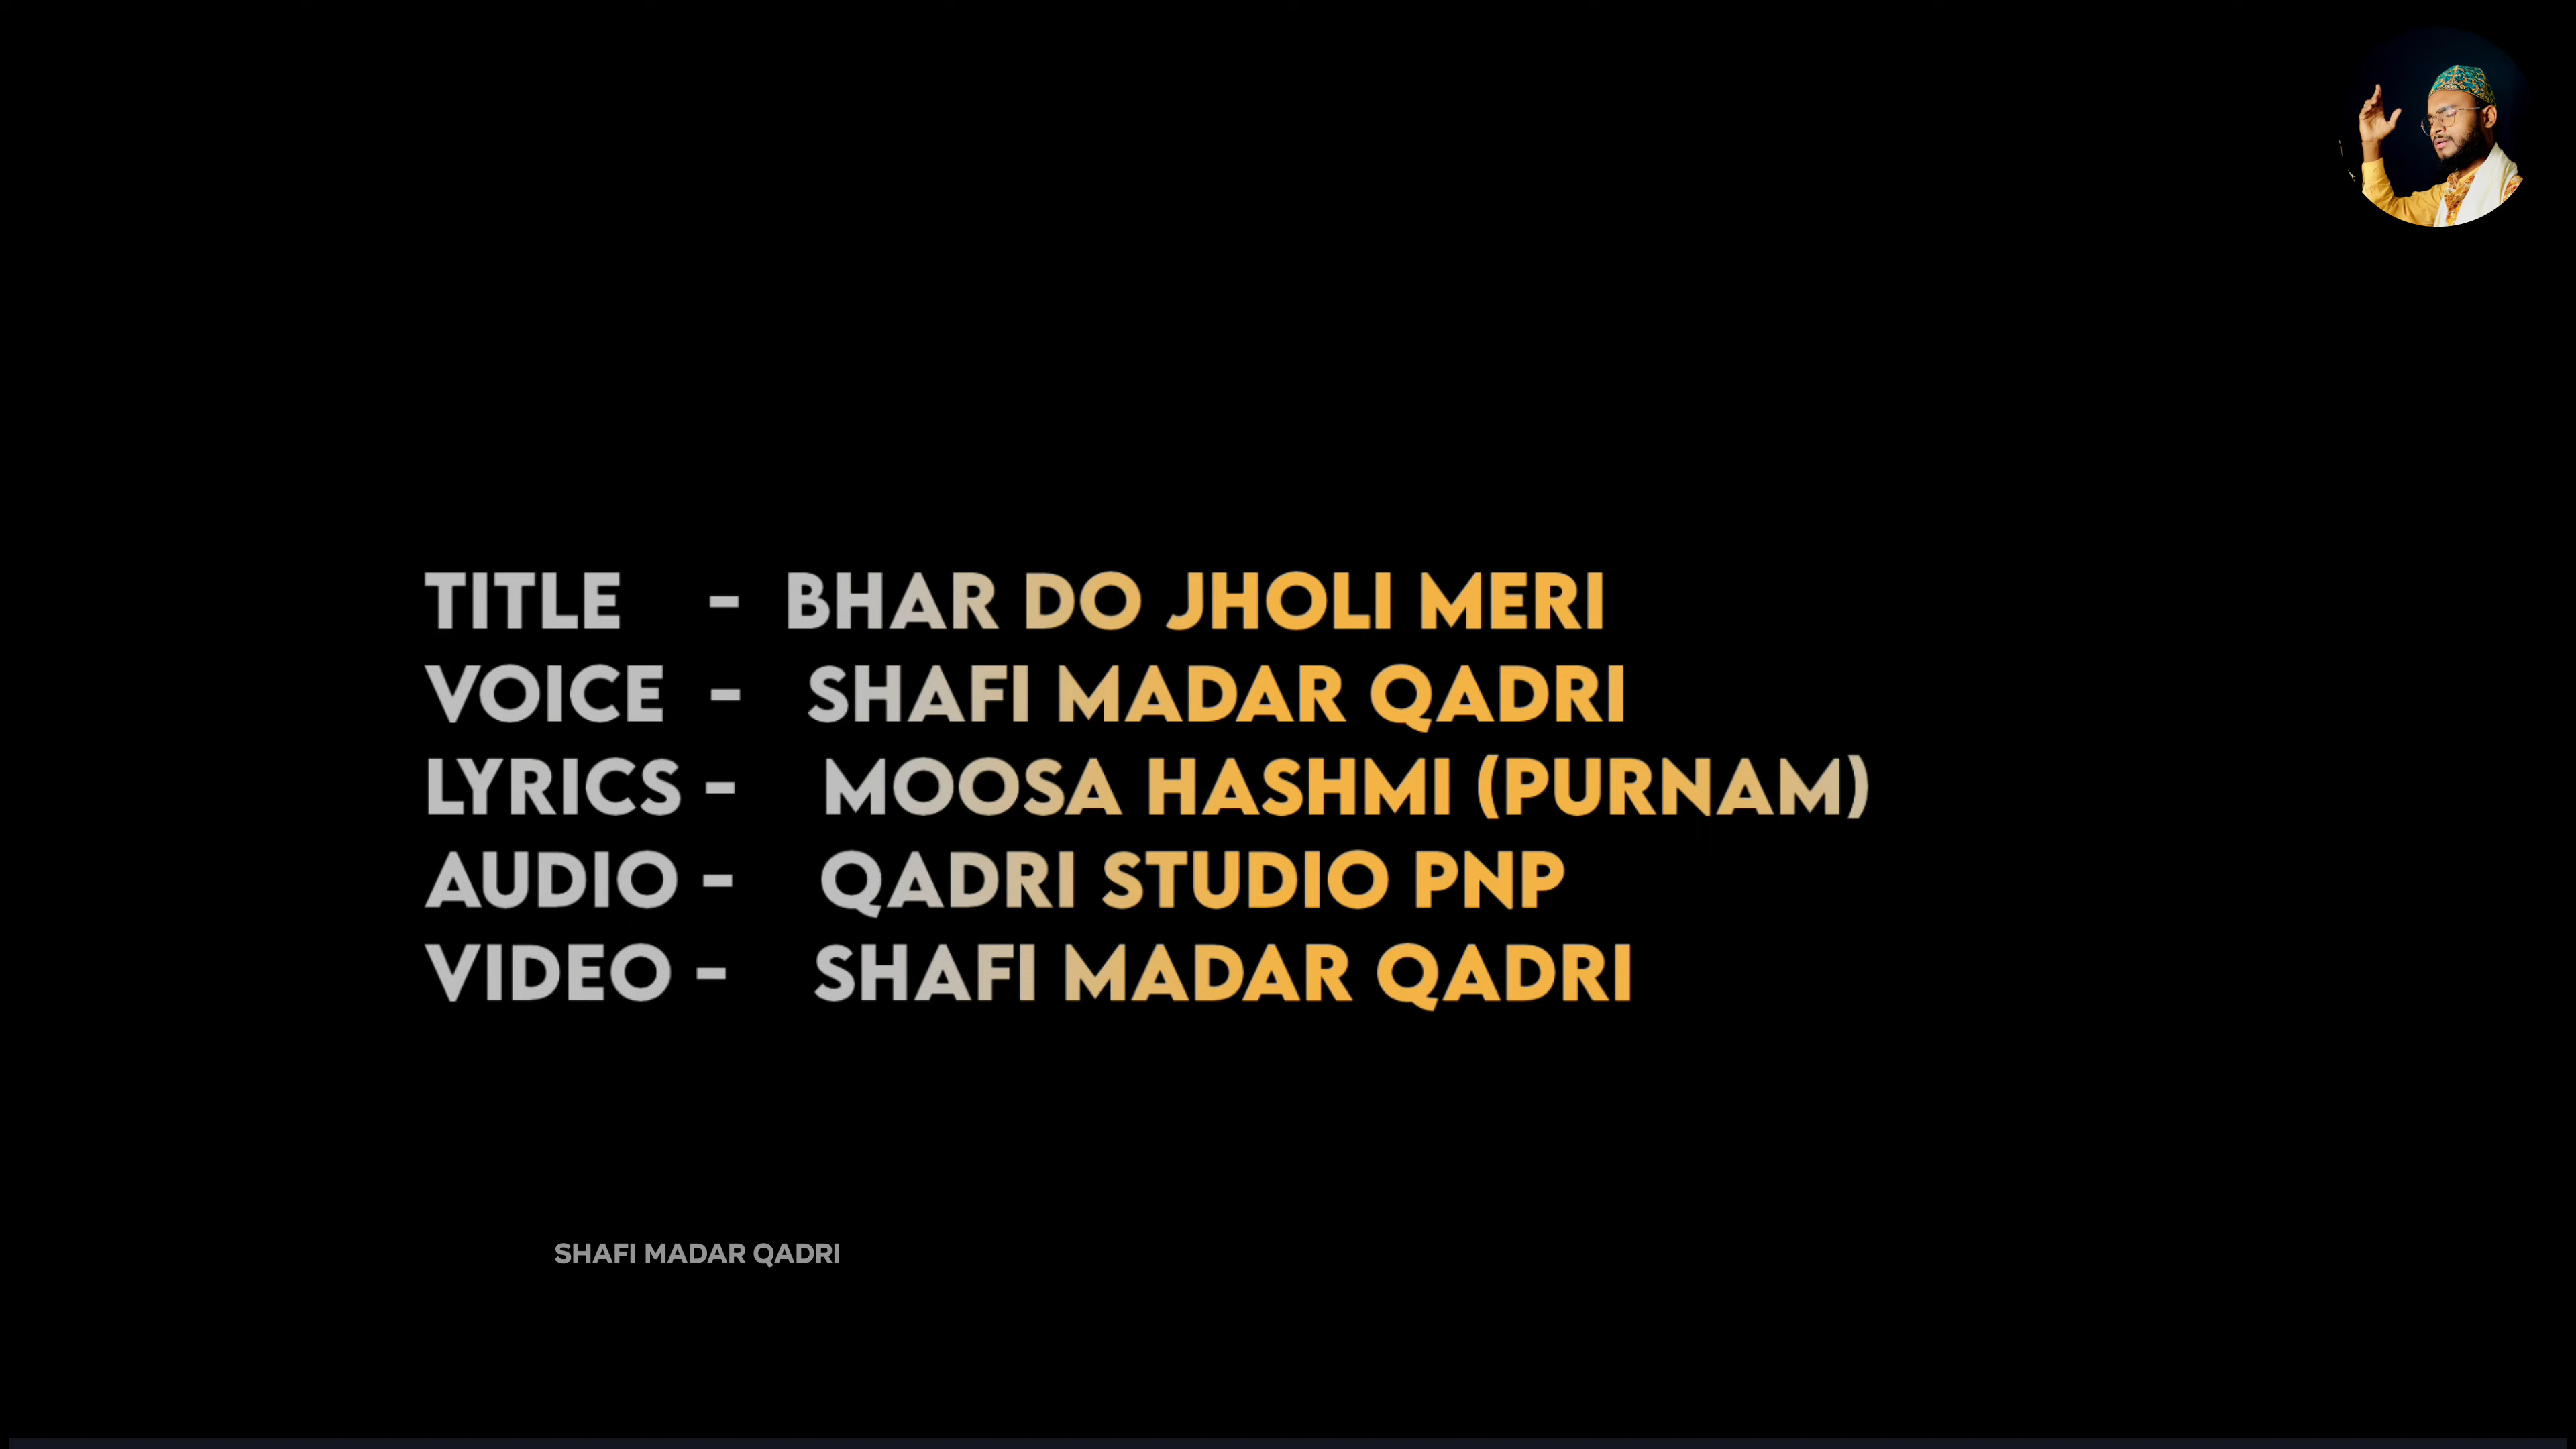 TITLE - BHAR DO JHOLI MERI
VOICE - SHAFI MADAR QADRI
LYRICS - MOOSA HASHMI (PURNAM)
AUDIO - QADRI STUDIO PNP
VIDEO - SHAFI MADAR QADRI
SHAFI MADAR QADRI